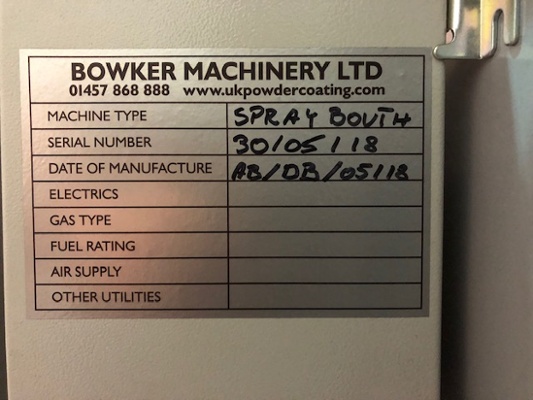 BOWKER MACHINERY LTD
01457 868 888 www.ukpowdercoating.com
MACHINE TYPE SPRAY BOUTH
SERIAL NUMBER 30/05/18
DATE OF MANUFACTURE AB/DB/05/18
ELECTRICS
GAS TYPE
FUEL RATING
AIR SUPPLY
OTHER UTILITIES